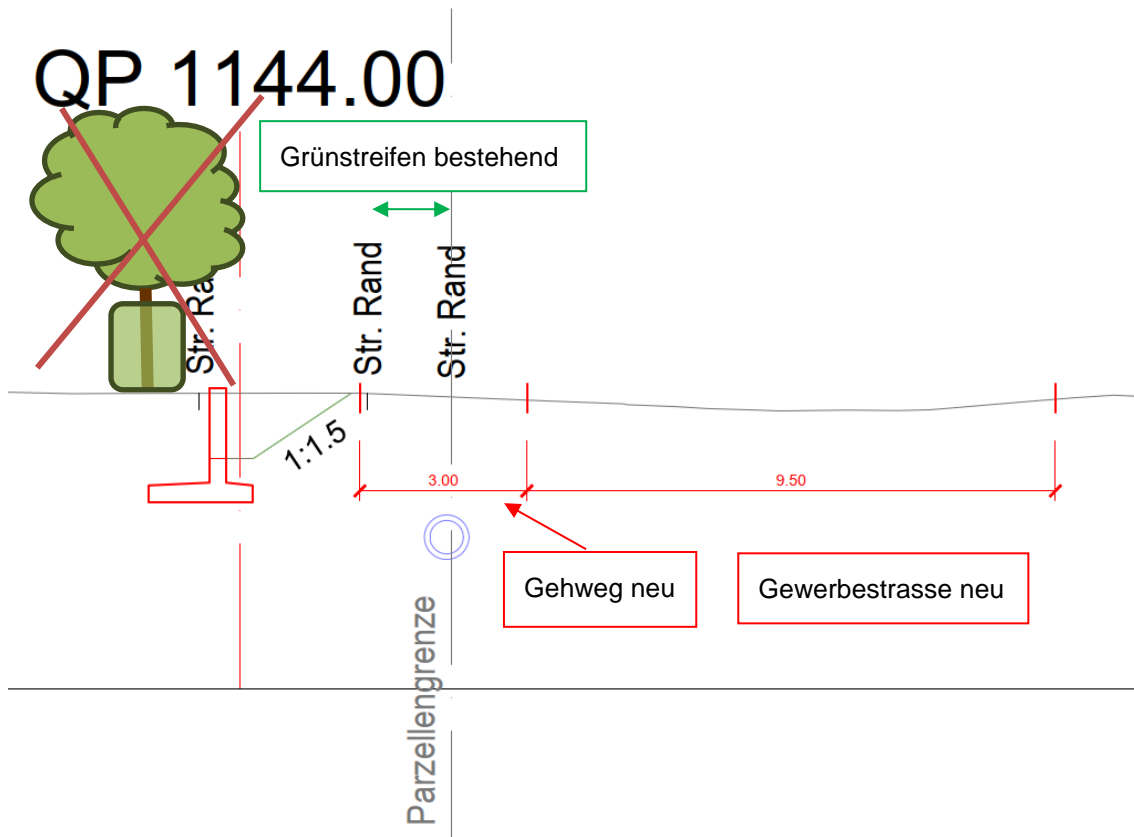 QP 1144.00
Grünstreifen bestehend
Str. Ra
Str. Rand
Str. Rand
1:1.5
3.00
9.50
Gehweg neu
Gewerbestrasse neu
Parzellengrenze